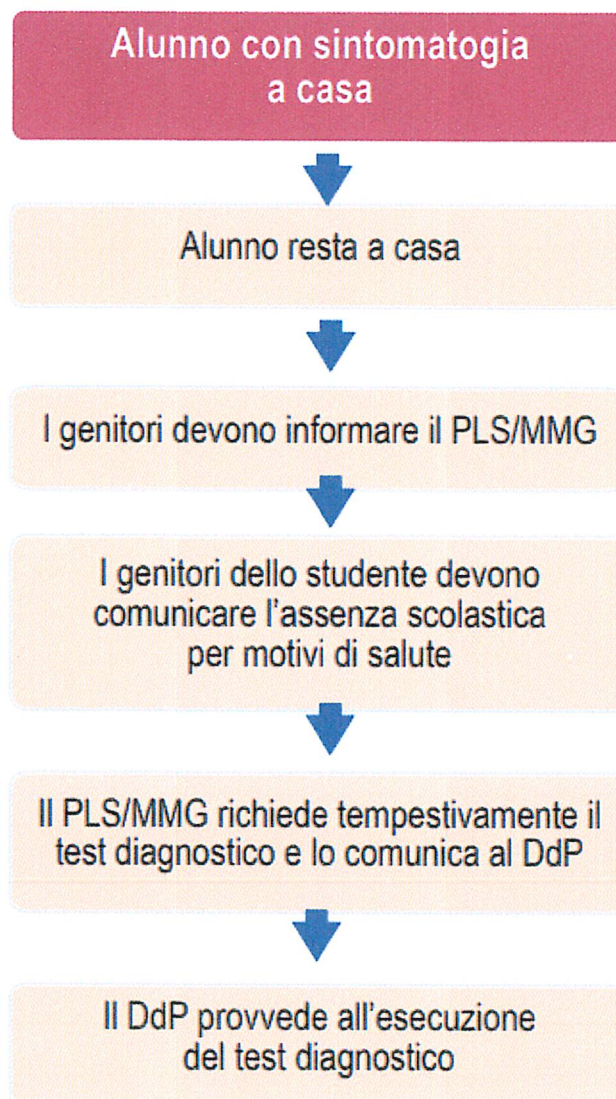 Alunno con sintomatogia
a casa
Alunno resta a casa
I genitori devono informare il PLS/MMG
I genitori dello studente devono
comunicare l'assenza scolastica
per motivi di salute
Il PLS/MMG richiede tempestivamente il
test diagnostico e lo comunica al DdP
Il DdP provvede all'esecuzione
del test diagnostico